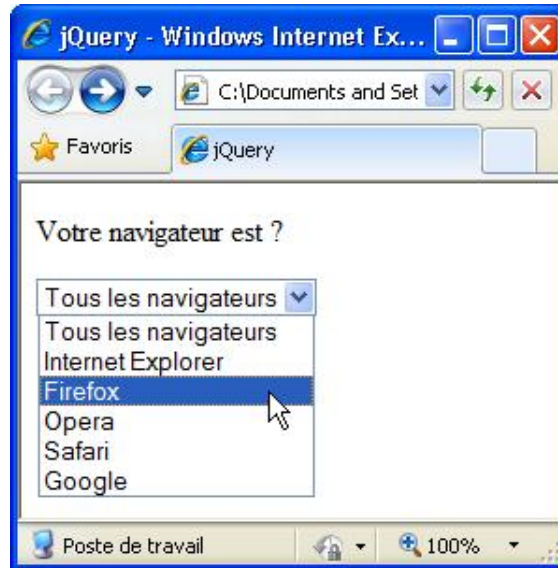 jQuery - Windows Internet Ex...
C:\Documents and Set
Favoris
jQuery
Votre navigateur est ?
Tous les navigateurs
Tous les navigateurs
Internet Explorer
Firefox
Opera
Safari
Google
Poste de travail 100%